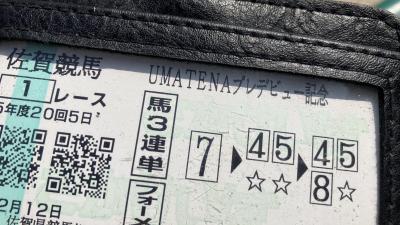 佐賀競馬
UMATENAプレデビュー記念
1レース
5年度20回5日
馬3連単
フォーメ
7▶45▶45
☆☆8☆
2月12日
佐賀県競馬